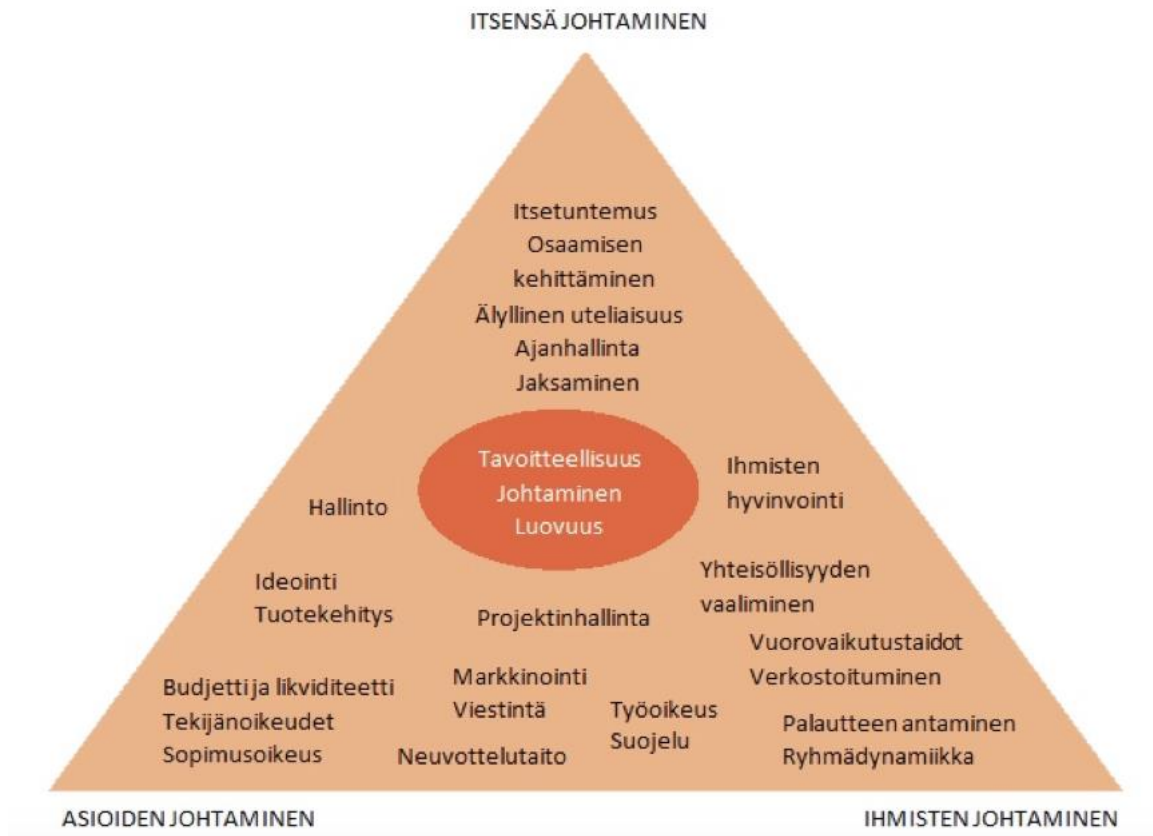 ITSENSÄ JOHTAMINEN
Itsetuntemus
Osaamisen
kehittäminen
Älyllinen uteliaisuus
Ajanhallinta
Jaksaminen
Tavoitteellisuus
Johtaminen
Luovuus
Ihmisten
hyvinvointi
Hallinto
Ideointi
Tuotekehitys
Projektinhallinta
Yhteisöllisyyden
vaaliminen
Vuorovaikutustaidot
Verkostoituminen
Budjetti ja likviditeetti
Tekijänoikeudet
Sopimusoikeus
Markkinointi
Viestintä
Neuvottelutaito
Työoikeus
Suojelu
Palautteen antaminen
Ryhmädynamiikka
ASIOIDEN JOHTAMINEN
IHMISTEN JOHTAMINEN